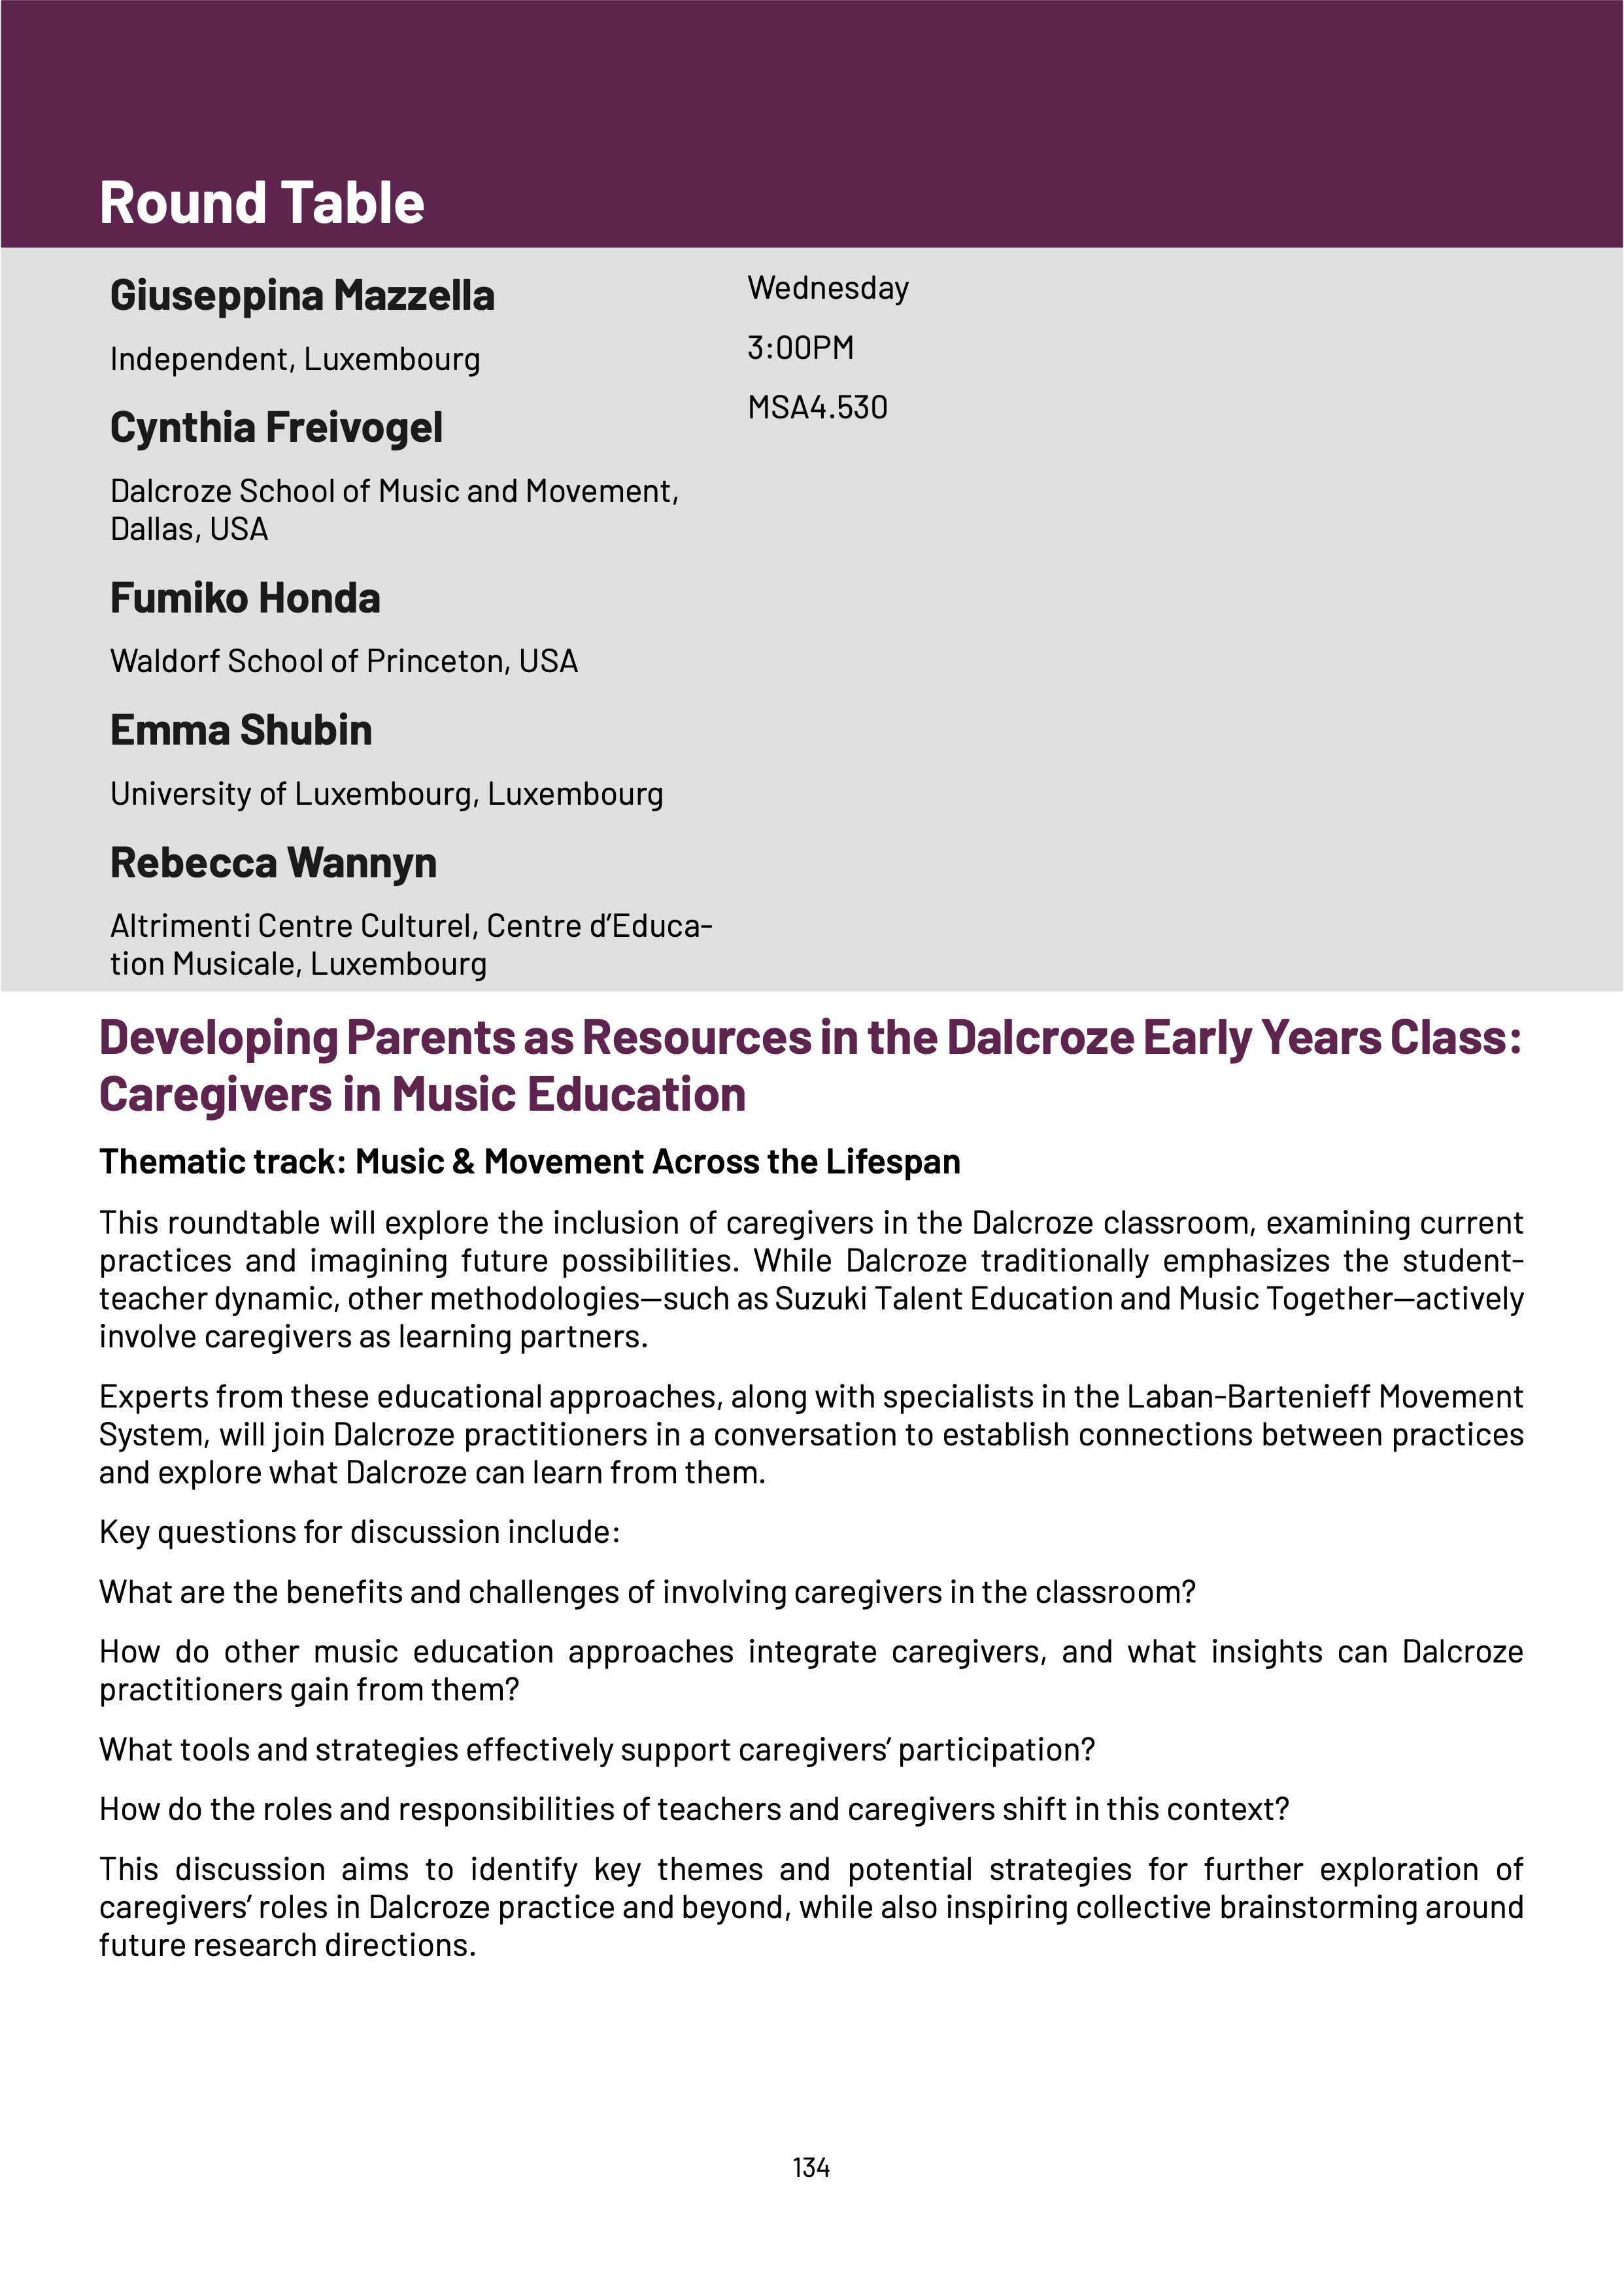 Round Table
Giuseppina Mazzella
Independent, Luxembourg
Cynthia Freivogel
Dalcroze School of Music and Movement,
Dallas, USA
Fumiko Honda
Waldorf School of Princeton, USA
Emma Shubin
University of Luxembourg, Luxembourg
Rebecca Wannyn
Altrimenti Centre Culturel, Centre d’Educa-
tion Musicale, Luxembourg
Wednesday
3:00PM
MSA4.530
Developing Parents as Resources in the Dalcroze Early Years Class:
Caregivers in Music Education
Thematic track: Music & Movement Across the Lifespan
This roundtable will explore the inclusion of caregivers in the Dalcroze classroom, examining current
practices and imagining future possibilities. While Dalcroze traditionally emphasizes the student-
teacher dynamic, other methodologies—such as Suzuki Talent Education and Music Together—actively
involve caregivers as learning partners.
Experts from these educational approaches, along with specialists in the Laban-Bartenieff Movement
System, will join Dalcroze practitioners in a conversation to establish connections between practices
and explore what Dalcroze can learn from them.
Key questions for discussion include:
What are the benefits and challenges of involving caregivers in the classroom?
How do other music education approaches integrate caregivers, and what insights can Dalcroze
practitioners gain from them?
What tools and strategies effectively support caregivers’ participation?
How do the roles and responsibilities of teachers and caregivers shift in this context?
This discussion aims to identify key themes and potential strategies for further exploration of
caregivers’ roles in Dalcroze practice and beyond, while also inspiring collective brainstorming around
future research directions.
134